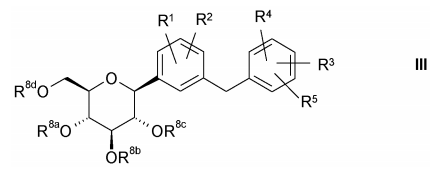 R¹ R² R⁴
R³
R⁵
O
R⁸ᵈO
R⁸ᵃO OR⁸ᶜ
OR⁸ᵇ
III